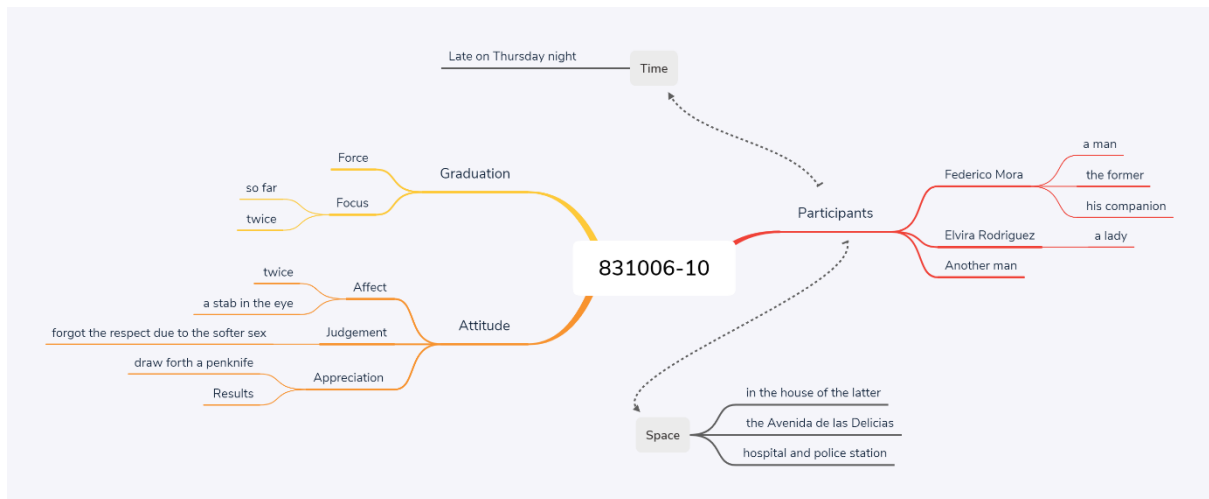 Late on Thursday night
Time
Force
Graduation
so far
Focus
twice
831006-10
Participants
Federico Mora
a man
the former
his companion
Elvira Rodriguez
a lady
Another man
twice
Affect
a stab in the eye
Attitude
forgot the respect due to the softer sex
Judgement
draw forth a penknife
Appreciation
Results
Space
in the house of the latter
the Avenida de las Delicias
hospital and police station